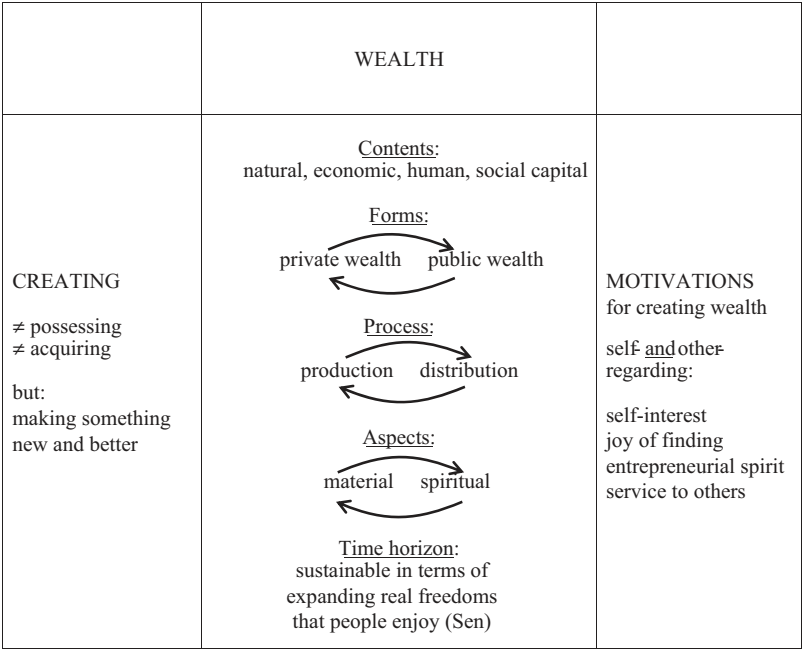 WEALTH
CREATING
≠ possessing
≠ acquiring
but:
making something
new and better
Contents:
natural, economic, human, social capital
Forms:
private wealth public wealth
Process:
production distribution
Aspects:
material spiritual
Time horizon:
sustainable in terms of
expanding real freedoms
that people enjoy (Sen)
MOTIVATIONS
for creating wealth
self- and other-
regarding:
self-interest
joy of finding
entrepreneurial spirit
service to others